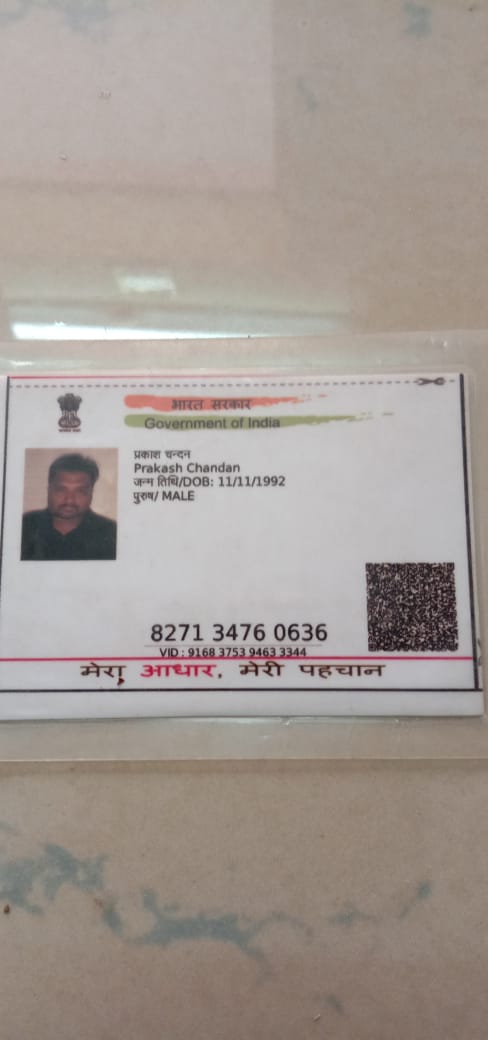 भारत सरकार
Government of India
प्रकाश चन्दन
Prakash Chandan
जन्म तिथि/DOB: 11/11/1992
पुरुष/ MALE
8271 3476 0636
VID : 9168 3753 9463 3344
मेरा आधार, मेरी पहचान